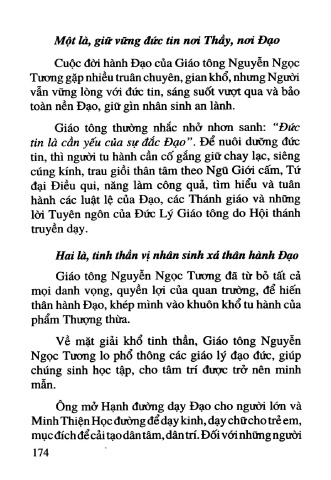 Một là, giữ vững đức tin nơi Thầy, nơi Đạo
Cuộc đời hành Đạo của Giáo tông Nguyễn Ngọc
Tương gặp nhiều truân chuyên, gian khổ, nhưng Người
vẫn vững lòng với đức tin, sáng suốt vượt qua và bảo
toàn nền Đạo, giữ gìn nhân sinh an lành.
Giáo tông thường nhắc nhở nhơn sanh: “Đức
tin là cần yếu của sự đắc Đạo”. Để nuôi dưỡng đức
tin, thì người tu hành cần cố gắng giữ chay lạc, siêng
cúng kính, trau giồi thân tâm theo Ngũ Giới cấm, Tứ
đại Điều qui, năng làm công quả, tìm hiểu và tuân
hành các luật lệ của Đạo, các Thánh giáo và những
lời Tuyên ngôn của Đức Lý Giáo tông do Hội thánh
truyền dạy.
Hai là, tinh thần vị nhân sinh xả thân hành Đạo
Giáo tông Nguyễn Ngọc Tương đã từ bỏ tất cả
mọi danh vọng, quyền lợi của quan trường, để hiến
thân hành Đạo, khép mình vào khuôn khổ tu hành của
phẩm Thượng thừa.
Về mặt giải khổ tinh thần, Giáo tông Nguyễn
Ngọc Tương lo phổ thông các giáo lý đạo đức, giúp
chúng sinh học tập, cho tâm trí được trở nên minh
mẫn.
Ông mở Hạnh đường dạy Đạo cho người lớn và
Minh Thiện Học đường để dạy kinh, dạy chữ cho trẻ em,
mục đích để cải tạo dân tâm, dân trí. Đối với những người
174